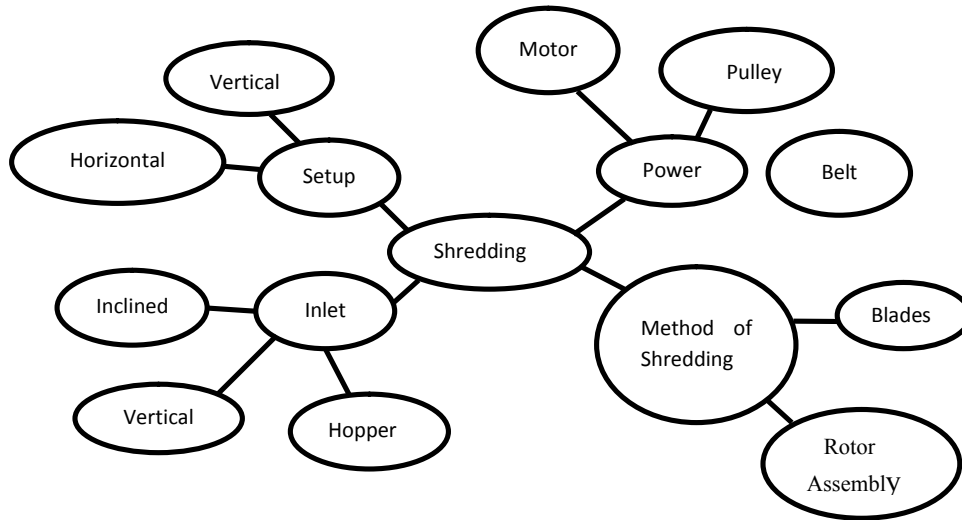 Motor
Pulley
Vertical
Horizontal
Setup
Power
Belt
Shredding
Inclined
Inlet
Method of
Shredding
Blades
Vertical
Hopper
Rotor
Assembly